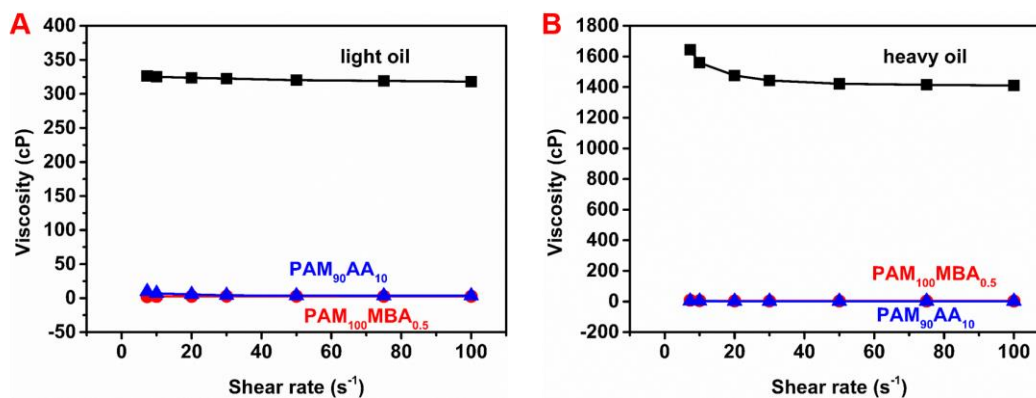 A
400
350
300
250
200
150
100
50
0
-50
Viscosity (cP)
light oil
PAM₉₀AA₁₀
PAM₁₀₀MBA₀.₅
0 20 40 60 80 100
Shear rate (s⁻¹)
B
1800
1600
1400
1200
1000
800
600
400
200
0
-200
Viscosity (cP)
heavy oil
PAM₁₀₀MBA₀.₅
PAM₉₀AA₁₀
0 20 40 60 80 100
Shear rate (s⁻¹)